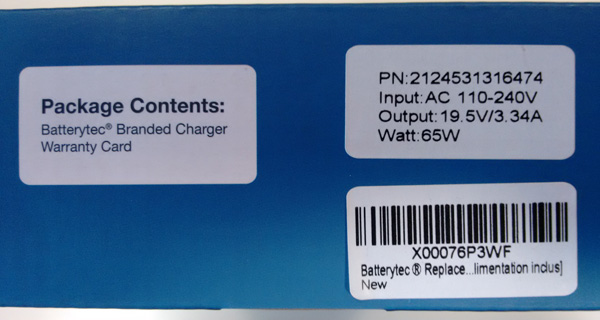 Package Contents:
Batterytec® Branded Charger
Warranty Card
PN:2124531316474
Input:AC 110-240V
Output:19.5V/3.34A
Watt:65W
X00076P3WF
Batterytec ® Replace...limentation inclus]
New